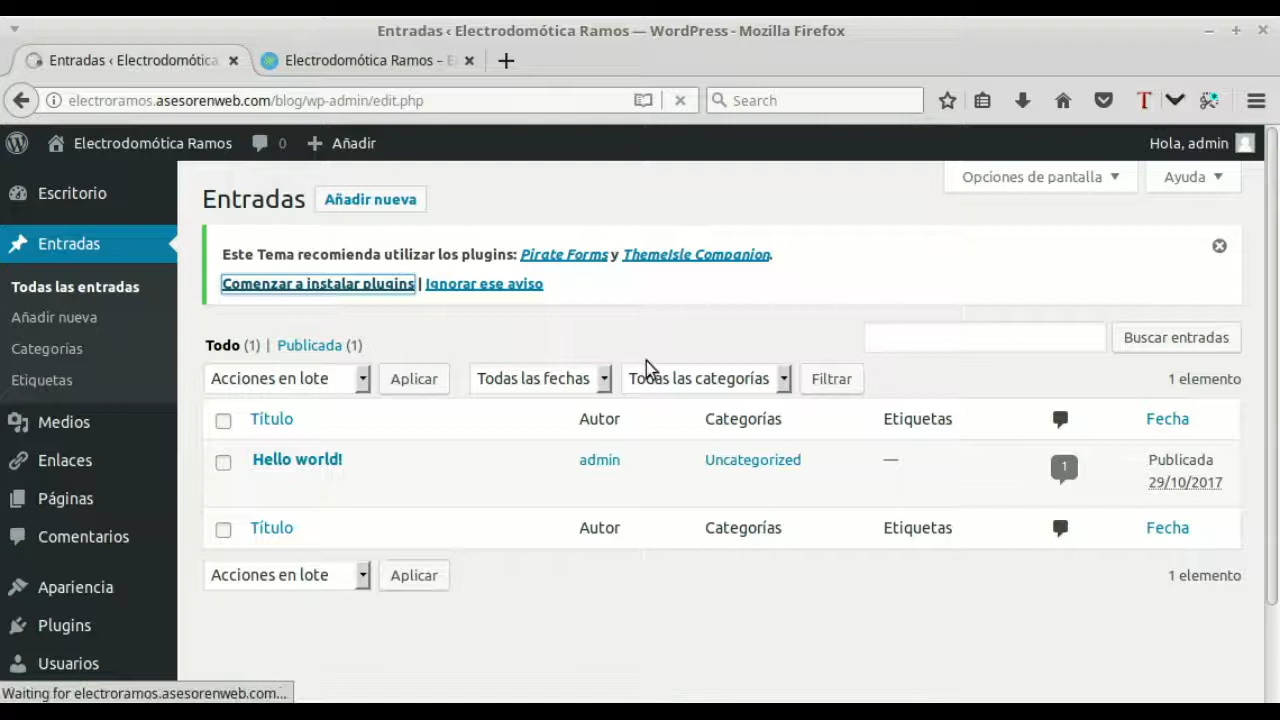 Entradas ‹ Electrodomótica Ramos — WordPress - Mozilla Firefox
Entradas ‹ Electrodomótica
Electrodomótica Ramos –
electroramos.asesorenweb.com/blog/wp-admin/edit.php
Search
Electrodomótica Ramos 0 Añadir
Hola, admin
Escritorio
Entradas
Todas las entradas
Añadir nueva
Categorías
Etiquetas
Medios
Enlaces
Páginas
Comentarios
Apariencia
Plugins
Usuarios
Opciones de pantalla
Ayuda
Entradas Añadir nueva
Este Tema recomienda utilizar los plugins: Pirate Forms y ThemeIsle Companion.
Comenzar a instalar plugins | Ignorar ese aviso
Todo (1) | Publicada (1)
Buscar entradas
Acciones en lote Aplicar Todas las fechas Todas las categorías Filtrar 1 elemento
Título Autor Categorías Etiquetas Fecha
Hello world! admin Uncategorized — 1 Publicada
29/10/2017
Título Autor Categorías Etiquetas Fecha
Acciones en lote Aplicar 1 elemento
Waiting for electroramos.asesorenweb.com...